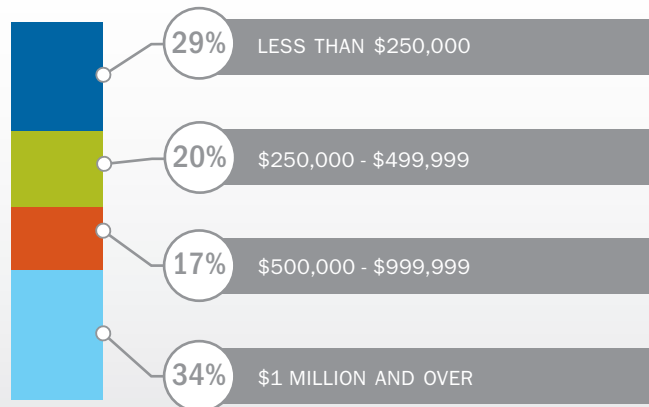 29% LESS THAN $250,000
20% $250,000 - $499,999
17% $500,000 - $999,999
34% $1 MILLION AND OVER